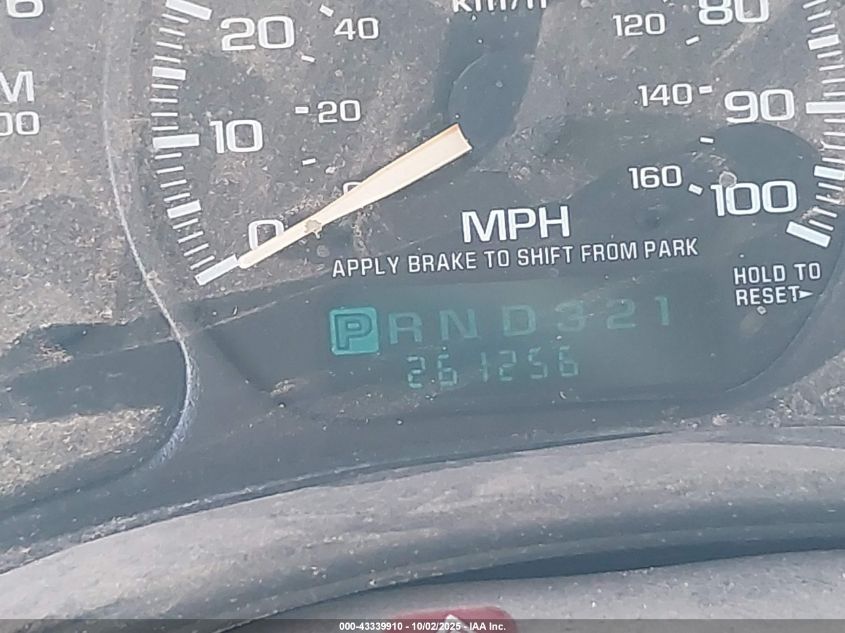 20 40 120 80
10 20 140 90
0 160 100
MPH
APPLY BRAKE TO SHIFT FROM PARK
HOLD TO
RESET►
P R N D 3 2 1
261256
000-43339910 - 10/02/2025 - IAA Inc.